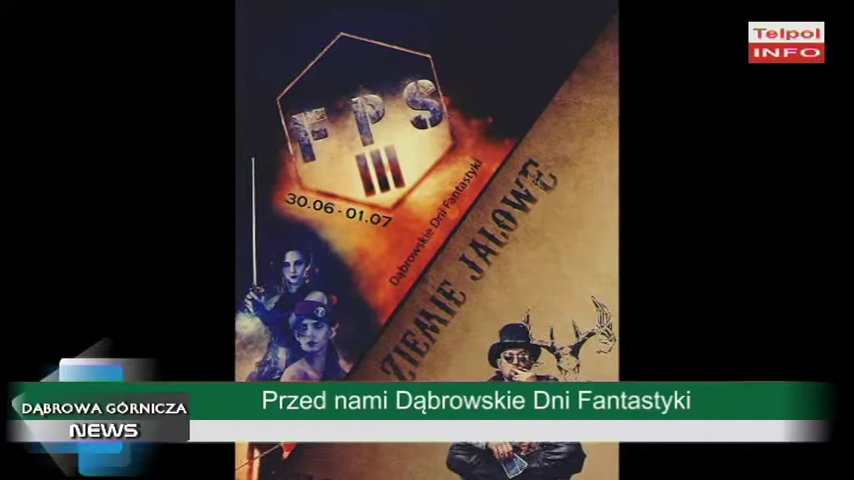 Telpol
INFO
FPS
III
30.06 - 01.07
Dąbrowskie Dni Fantastyki
ZIEMIE JAŁOWE
Przed nami Dąbrowskie Dni Fantastyki
DĄBROWA GÓRNICZA
NEWS